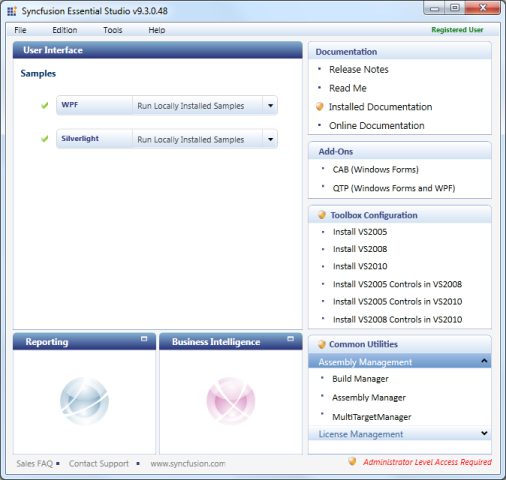 Syncfusion Essential Studio v9.3.0.48
File Edition Tools Help Registered User
User Interface
Samples
WPF Run Locally Installed Samples
Silverlight Run Locally Installed Samples
Documentation
Release Notes
Read Me
Installed Documentation
Online Documentation
Add-Ons
CAB (Windows Forms)
QTP (Windows Forms and WPF)
Toolbox Configuration
Install VS2005
Install VS2008
Install VS2010
Install VS2005 Controls in VS2008
Install VS2005 Controls in VS2010
Install VS2008 Controls in VS2010
Reporting
Business Intelligence
Common Utilities
Assembly Management
Build Manager
Assembly Manager
MultiTargetManager
License Management
Sales FAQ Contact Support www.syncfusion.com Administrator Level Access Required